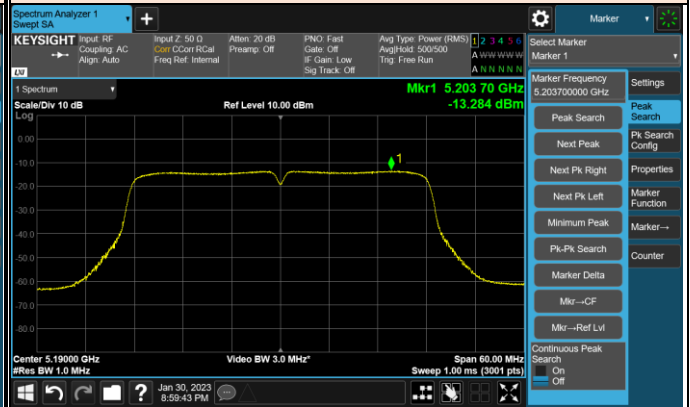 Spectrum Analyzer 1
Swept SA
+
Marker
KEYSIGHT
Input: RF
Coupling: AC
Align: Auto
Input Z: 50 Ω
Corr CCorr RCal
Freq Ref: Internal
Atten: 20 dB
Preamp: Off
PNO: Fast
Gate: Off
IF Gain: Low
Sig Track: Off
Avg Type: Power (RMS)
Avg|Hold: 500/500
Trig: Free Run
1 2 3 4 5 6
A W W W W W
A N N N N N
LXI
Select Marker
Marker 1
1 Spectrum
Scale/Div 10 dB
Log
Ref Level 10.00 dBm
Mkr1 5.203 70 GHz
-13.284 dBm
0.00
-10.0
-20.0
-30.0
-40.0
-50.0
-60.0
-70.0
-80.0
1
Center 5.19000 GHz
#Res BW 1.0 MHz
Video BW 3.0 MHz*
Span 60.00 MHz
Sweep 1.00 ms (3001 pts)
Marker Frequency
5.203700000 GHz
Peak Search
Next Peak
Next Pk Right
Next Pk Left
Minimum Peak
Pk-Pk Search
Marker Delta
Mkr→CF
Mkr→Ref Lvl
Continuous Peak
Search
On
Off
Settings
Peak
Search
Pk Search
Config
Properties
Marker
Function
Marker→
Counter
?
Jan 30, 2023
8:59:43 PM